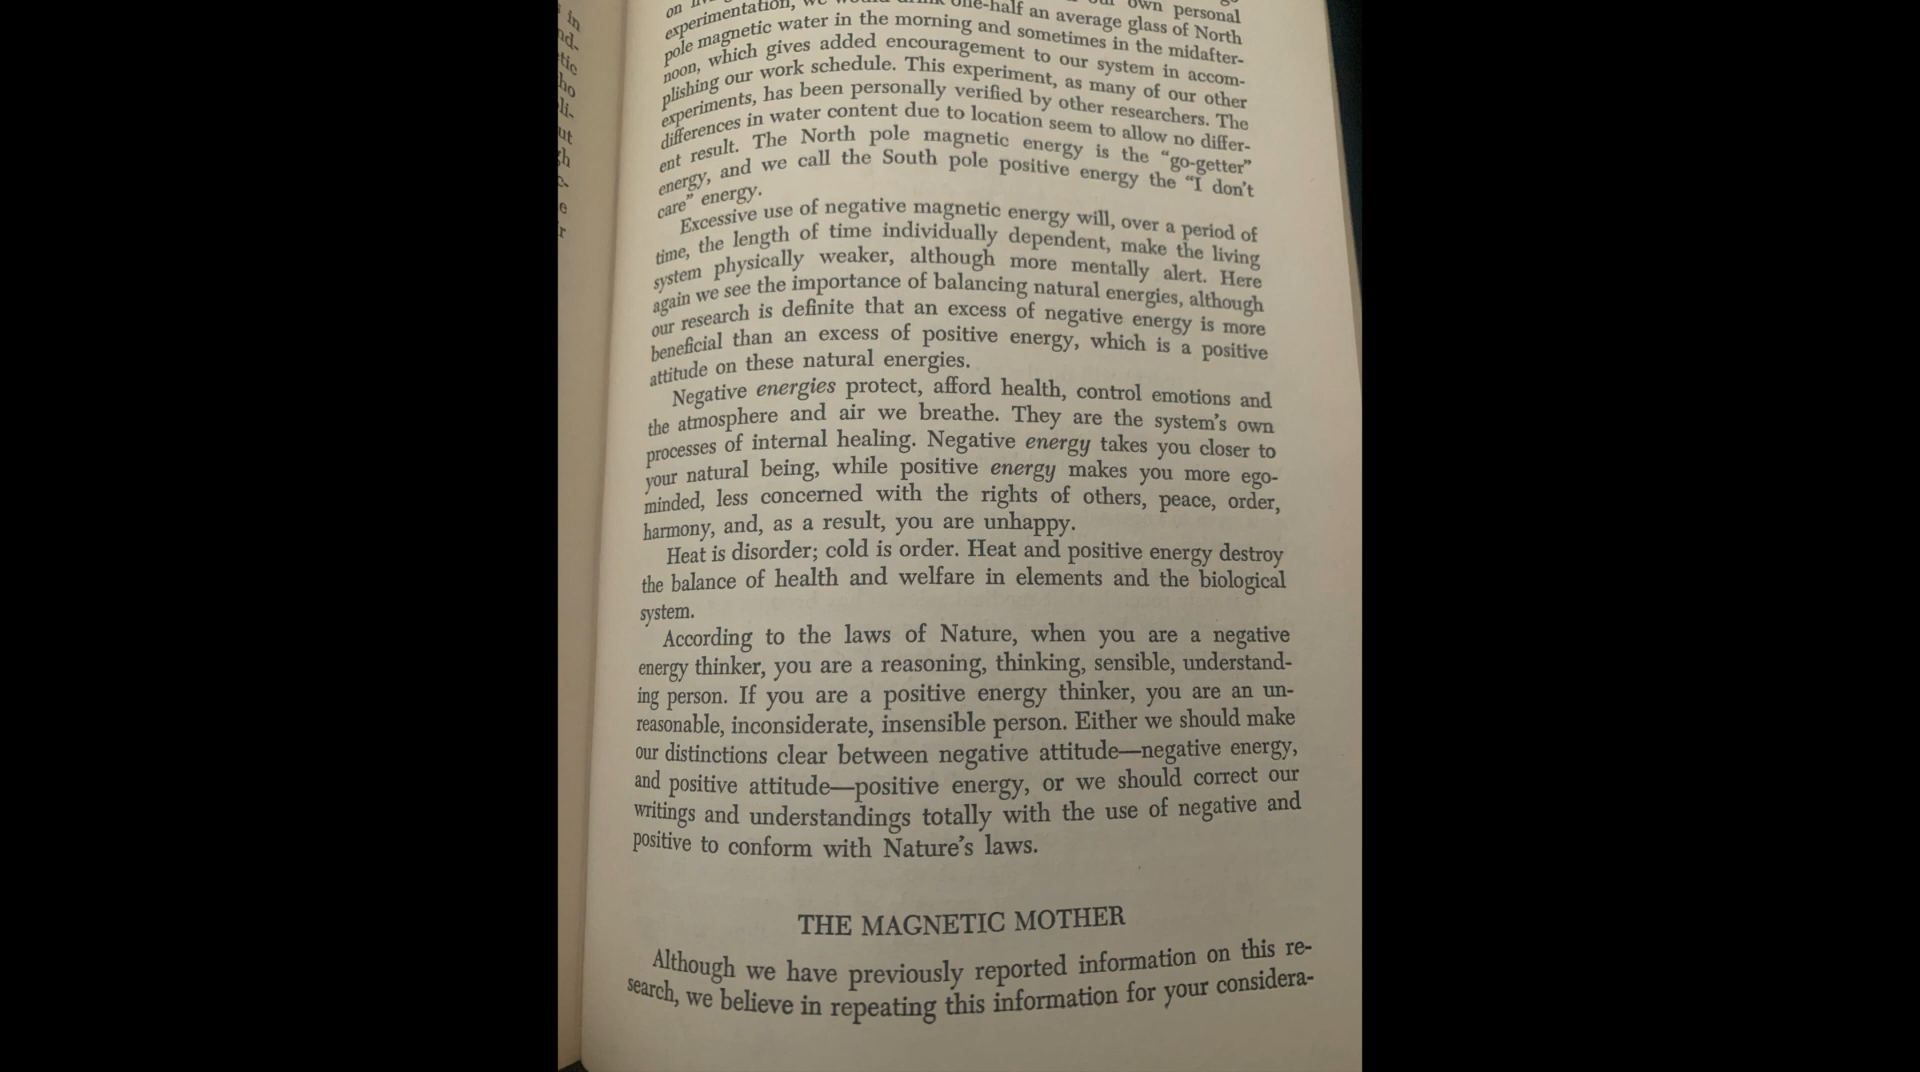 in
nd-
tic
ho
li-
ut
gh
c-
e
r
on own personal
experimentation, one-half an average glass of North
pole magnetic water in the morning and sometimes in the midafter-
noon, which gives added encouragement to our system in accom-
plishing our work schedule. This experiment, as many of our other
experiments, has been personally verified by other researchers. The
differences in water content due to location seem to allow no differ-
ent result. The North pole magnetic energy is the “go-getter”
energy, and we call the South pole positive energy the “I don’t
care” energy.
Excessive use of negative magnetic energy will, over a period of
time, the length of time individually dependent, make the living
system physically weaker, although more mentally alert. Here
again we see the importance of balancing natural energies, although
our research is definite that an excess of negative energy is more
beneficial than an excess of positive energy, which is a positive
attitude on these natural energies.
Negative energies protect, afford health, control emotions and
the atmosphere and air we breathe. They are the system’s own
processes of internal healing. Negative energy takes you closer to
your natural being, while positive energy makes you more ego-
minded, less concerned with the rights of others, peace, order,
harmony, and, as a result, you are unhappy.
Heat is disorder; cold is order. Heat and positive energy destroy
the balance of health and welfare in elements and the biological
system.
According to the laws of Nature, when you are a negative
energy thinker, you are a reasoning, thinking, sensible, understand-
ing person. If you are a positive energy thinker, you are an un-
reasonable, inconsiderate, insensible person. Either we should make
our distinctions clear between negative attitude—negative energy,
and positive attitude—positive energy, or we should correct our
writings and understandings totally with the use of negative and
positive to conform with Nature’s laws.
THE MAGNETIC MOTHER
Although we have previously reported information on this re-
search, we believe in repeating this information for your considera-